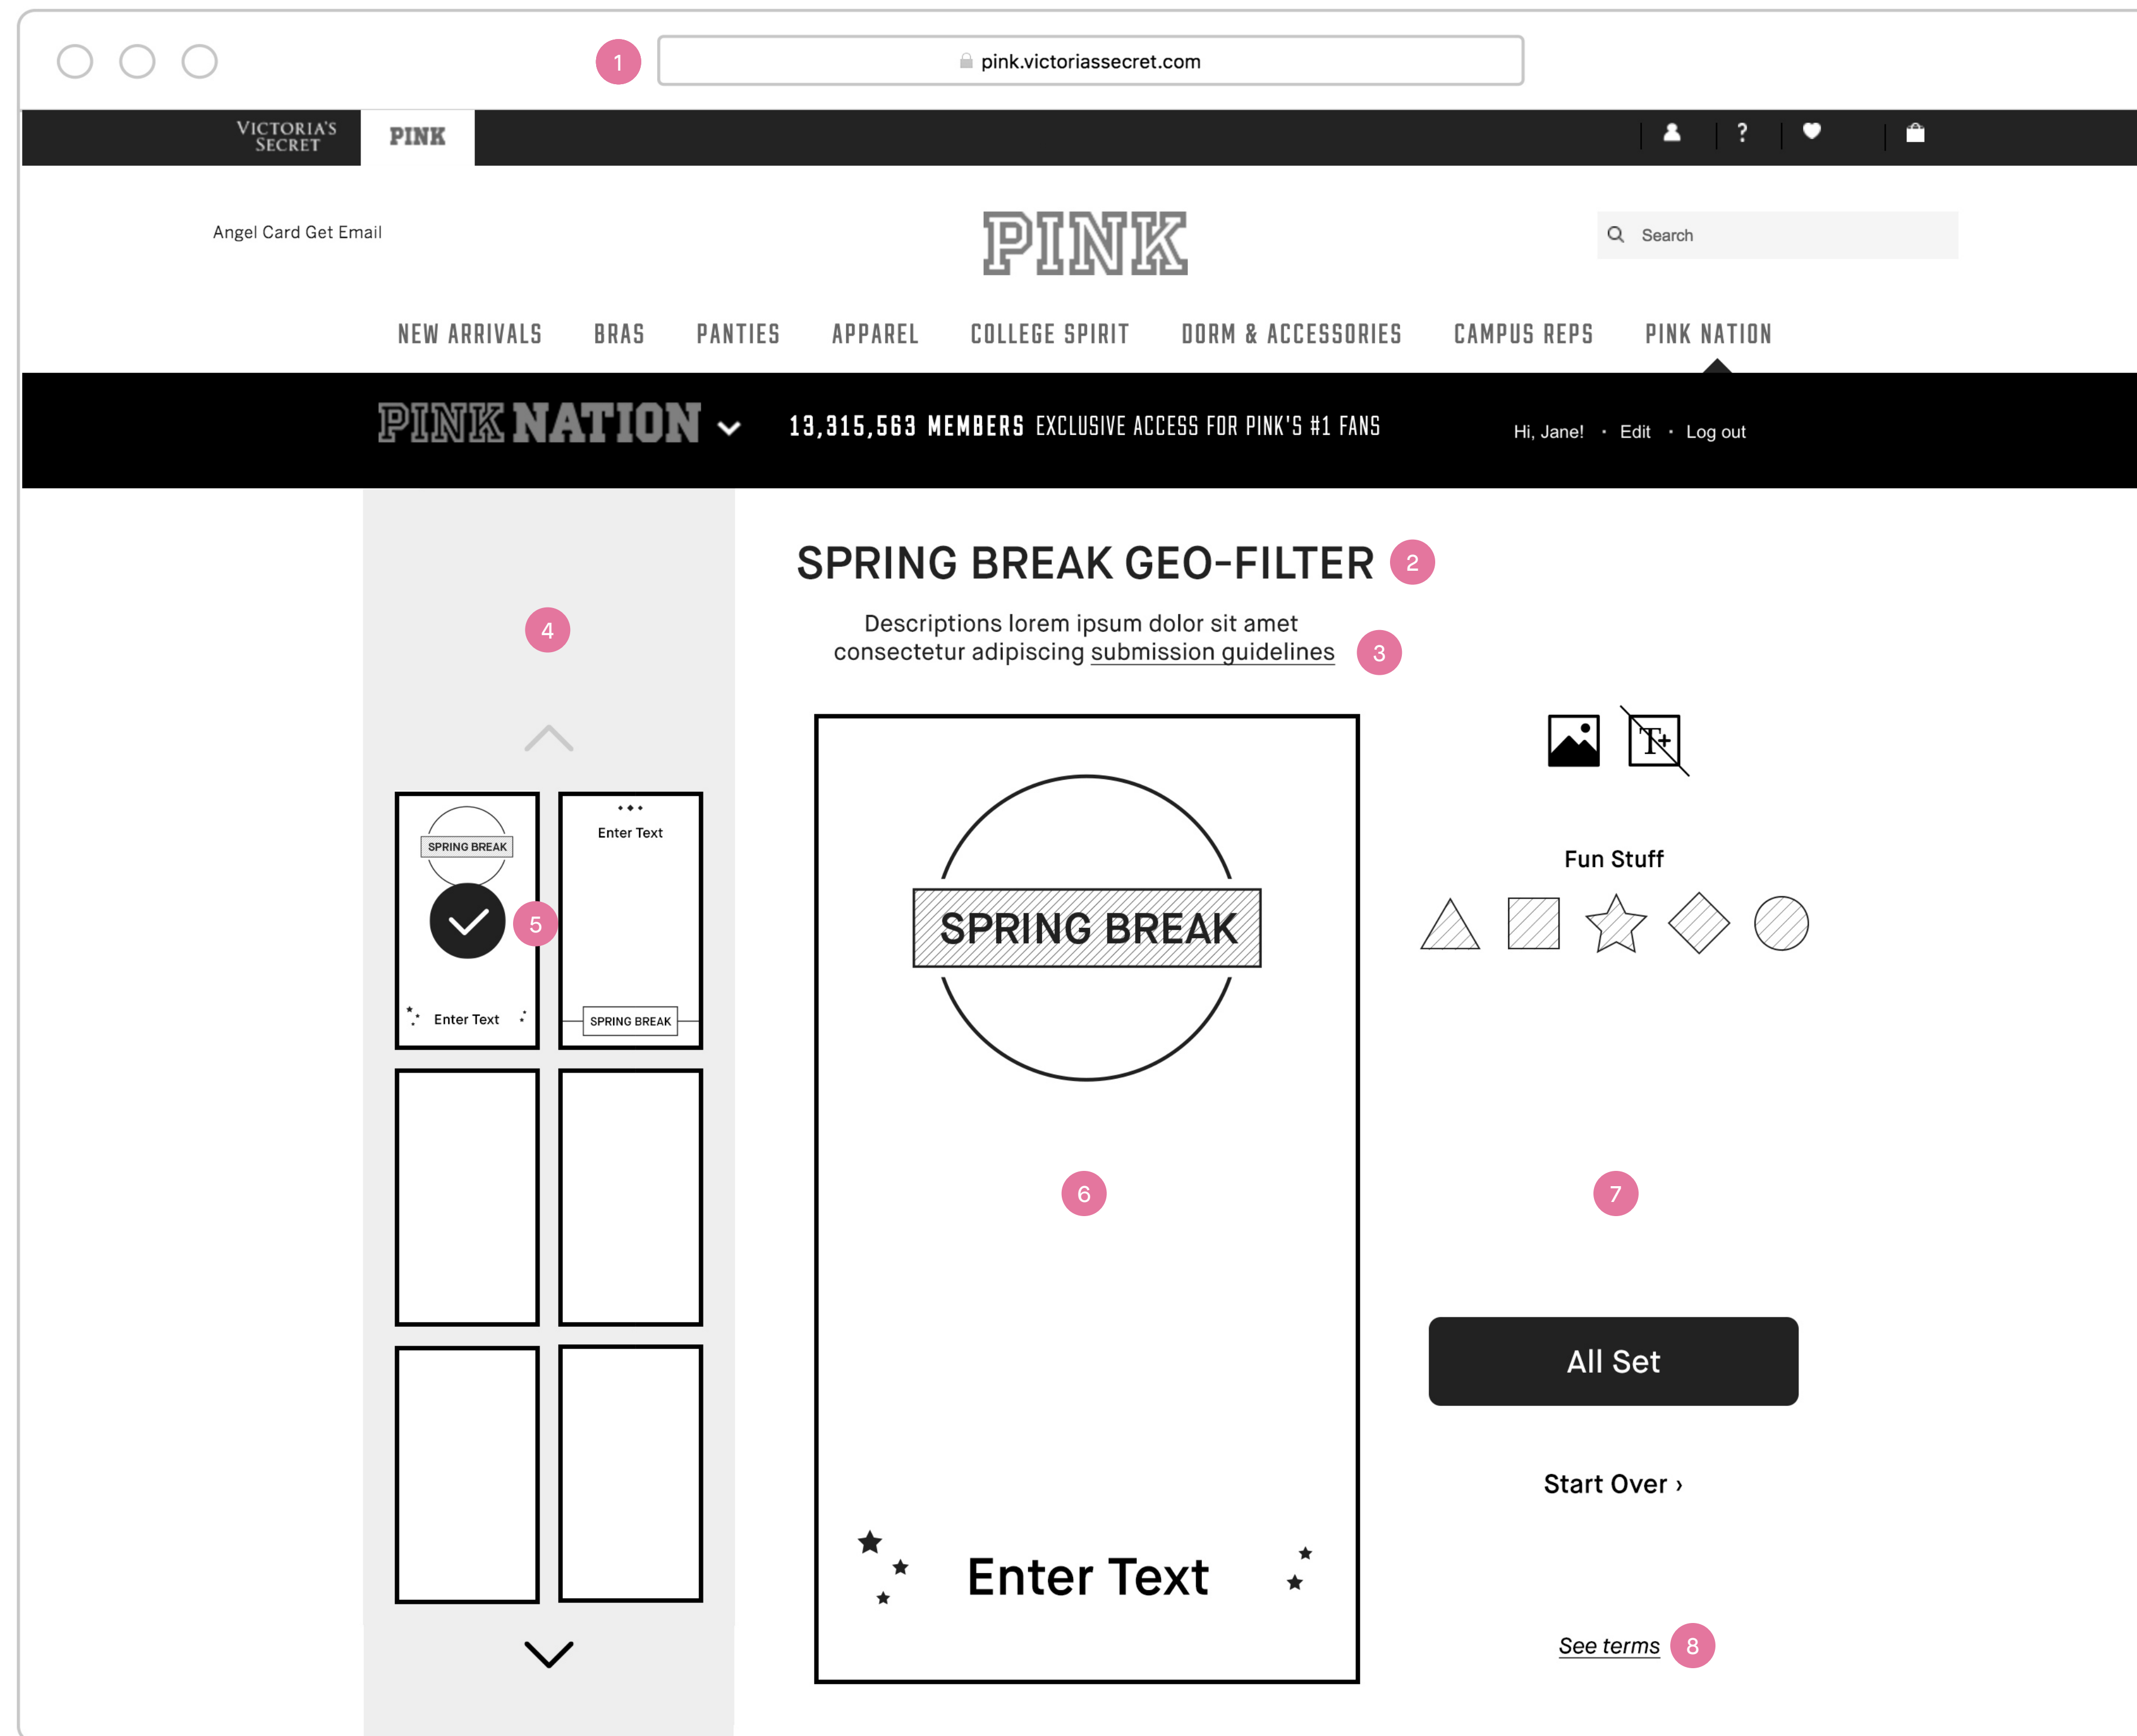 1
pink.victoriassecret.com
VICTORIA'S
SECRET
PINK
?
Angel Card Get Email
PINK
Search
NEW ARRIVALS BRAS PANTIES APPAREL COLLEGE SPIRIT DORM & ACCESSORIES CAMPUS REPS PINK NATION
PINK NATION
13,315,563 MEMBERS EXCLUSIVE ACCESS FOR PINK'S #1 FANS
Hi, Jane! · Edit · Log out
SPRING BREAK GEO-FILTER
2
Descriptions lorem ipsum dolor sit amet
consectetur adipiscing submission guidelines
3
4
SPRING BREAK
5
Enter Text
Enter Text
SPRING BREAK
SPRING BREAK
6
Enter Text
T+
Fun Stuff
7
All Set
Start Over ›
See terms
8